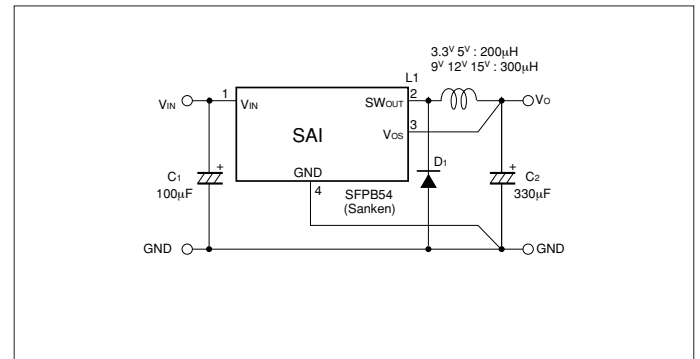 3.3V 5V : 200μH
9V 12V 15V : 300μH
L1
1
2
VIN
VIN
SWOUT
VO
3
VOS
SAI
C1
100μF
+
GND
4
SFPB54
(Sanken)
D1
+
C2
330μF
GND
GND